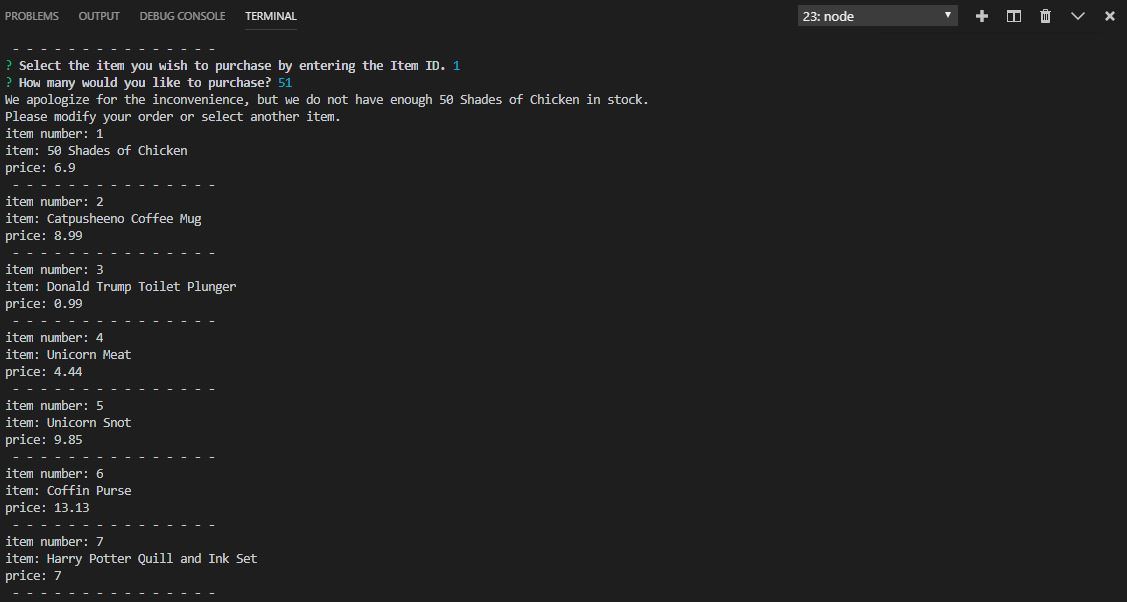 PROBLEMS OUTPUT DEBUG CONSOLE TERMINAL 23: node
- - - - - - - - - - - - - - -
? Select the item you wish to purchase by entering the Item ID. 1
? How many would you like to purchase? 51
We apologize for the inconvenience, but we do not have enough 50 Shades of Chicken in stock.
Please modify your order or select another item.
item number: 1
item: 50 Shades of Chicken
price: 6.9
- - - - - - - - - - - - - - -
item number: 2
item: Catpusheeno Coffee Mug
price: 8.99
- - - - - - - - - - - - - - -
item number: 3
item: Donald Trump Toilet Plunger
price: 0.99
- - - - - - - - - - - - - - -
item number: 4
item: Unicorn Meat
price: 4.44
- - - - - - - - - - - - - - -
item number: 5
item: Unicorn Snot
price: 9.85
- - - - - - - - - - - - - - -
item number: 6
item: Coffin Purse
price: 13.13
- - - - - - - - - - - - - - -
item number: 7
item: Harry Potter Quill and Ink Set
price: 7
- - - - - - - - - - - - - - -